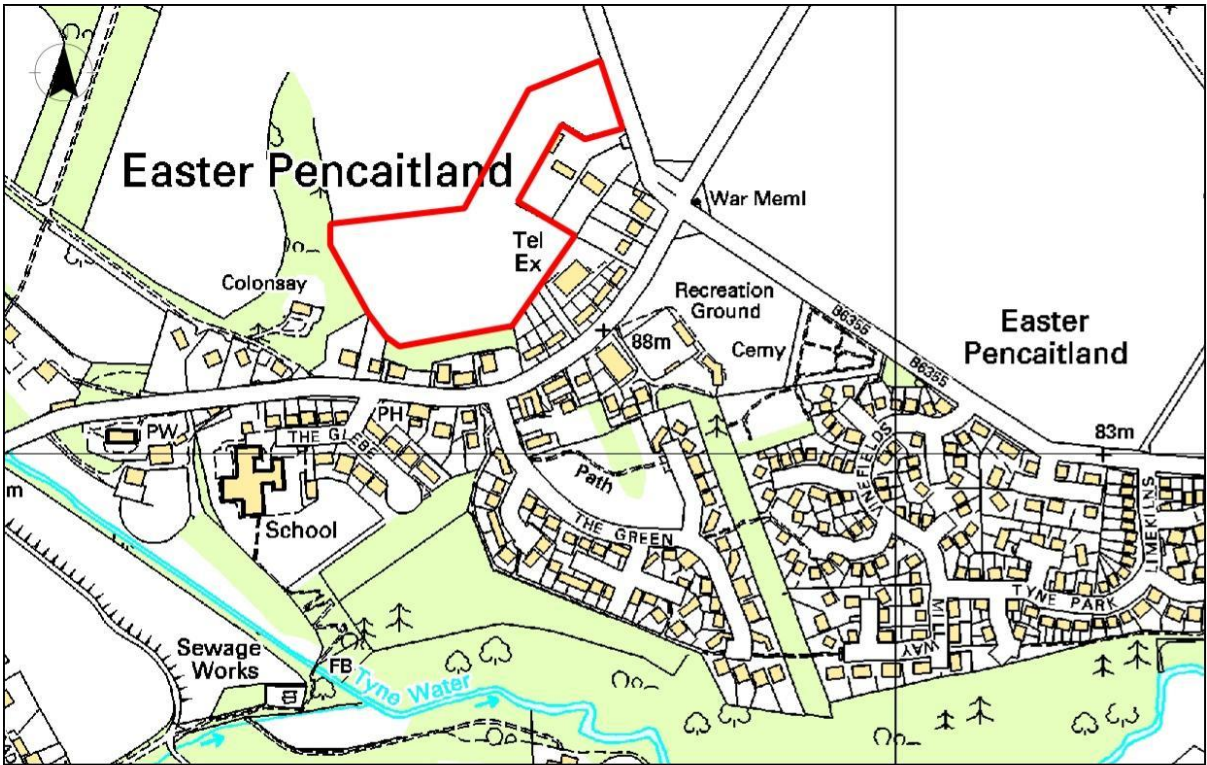 Easter Pencaitland
War Meml
Tel
Ex
Colonsay
Recreation
Ground
B6355
Easter
Pencaitland
88m
Cemy
B6355
PH
PW
THE GLEBE
83m
VINEFIELDS
m
Path
LIMEKILNS
School
THE GREEN
TYNE PARK
MILL WAY
Sewage
Works
FB
Tyne Water